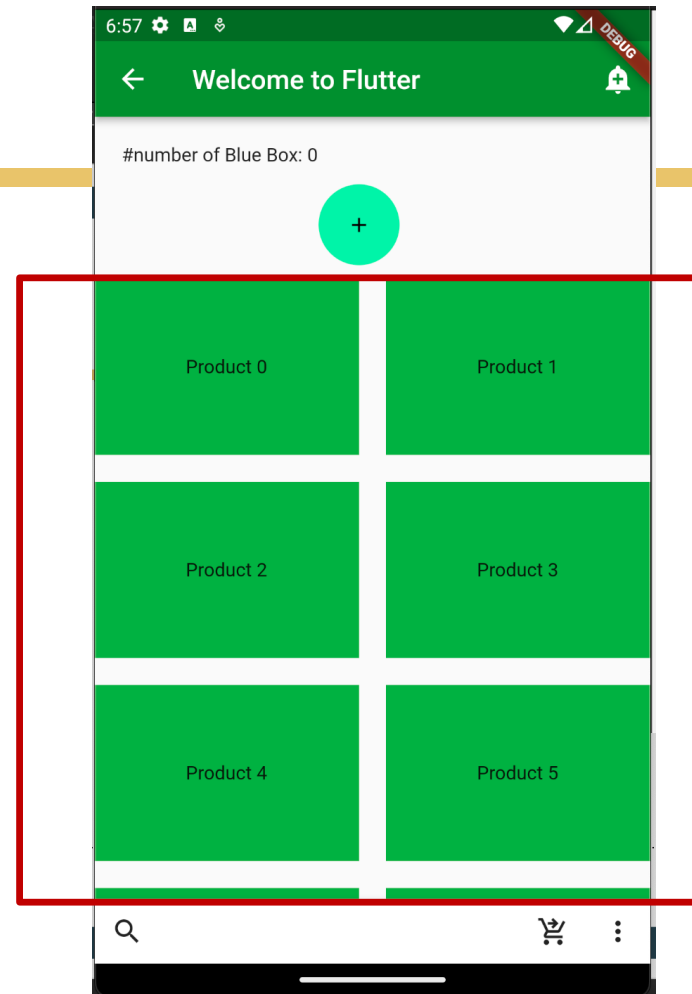 6:57
DEBUG
Welcome to Flutter
#number of Blue Box: 0
+
Product 0
Product 1
Product 2
Product 3
Product 4
Product 5